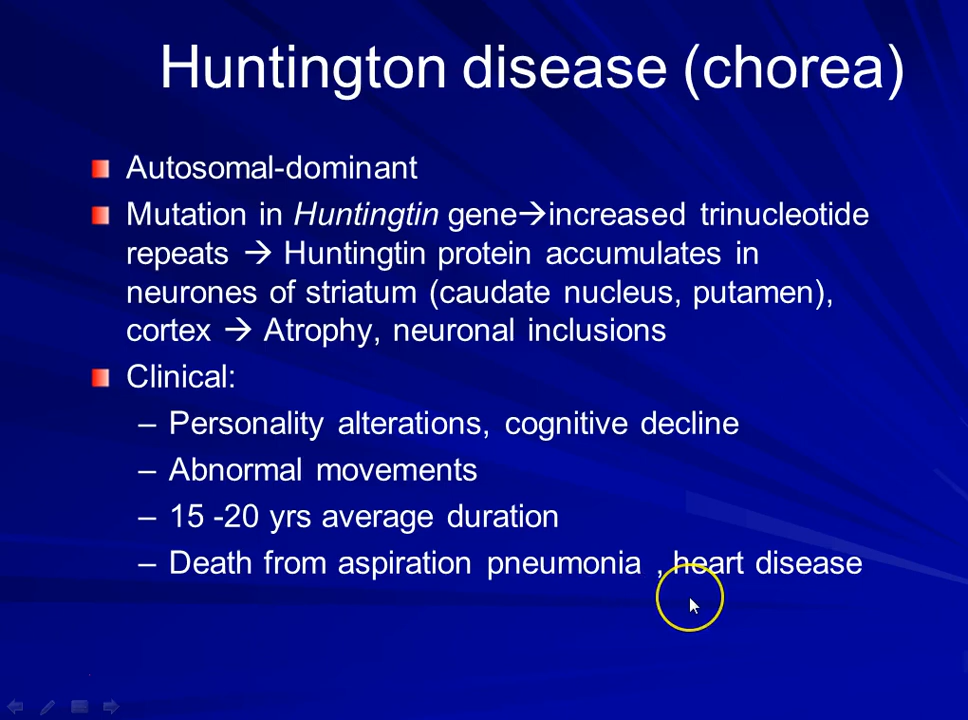 Huntington disease (chorea)
Autosomal-dominant
Mutation in Huntingtin gene→increased trinucleotide
repeats → Huntingtin protein accumulates in
neurones of striatum (caudate nucleus, putamen),
cortex → Atrophy, neuronal inclusions
Clinical:
– Personality alterations, cognitive decline
– Abnormal movements
– 15 -20 yrs average duration
– Death from aspiration pneumonia , heart disease